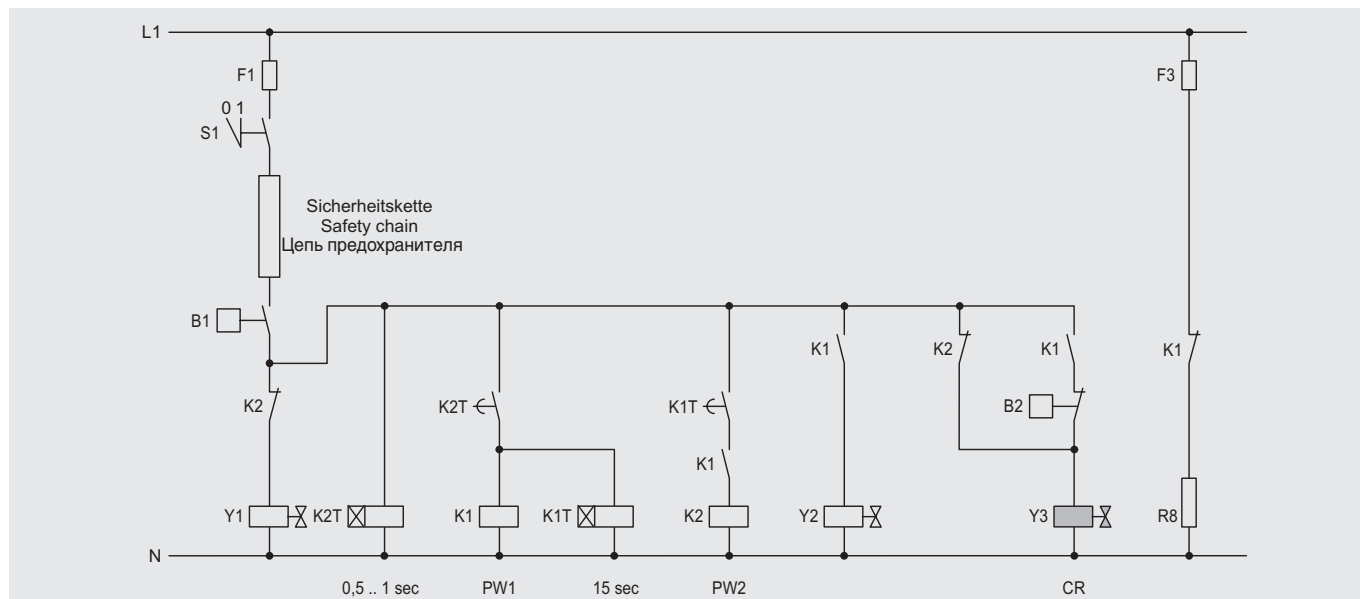 L1
F1
F3
0 1
S1
Sicherheitskette
Safety chain
Цепь предохранителя
B1
K1
K2
K1
K1
K2
K2T
K1T
B2
K1
Y1
K2T
K1
K1T
K2
Y2
Y3
R8
N
0,5 .. 1 sec
PW1
15 sec
PW2
CR